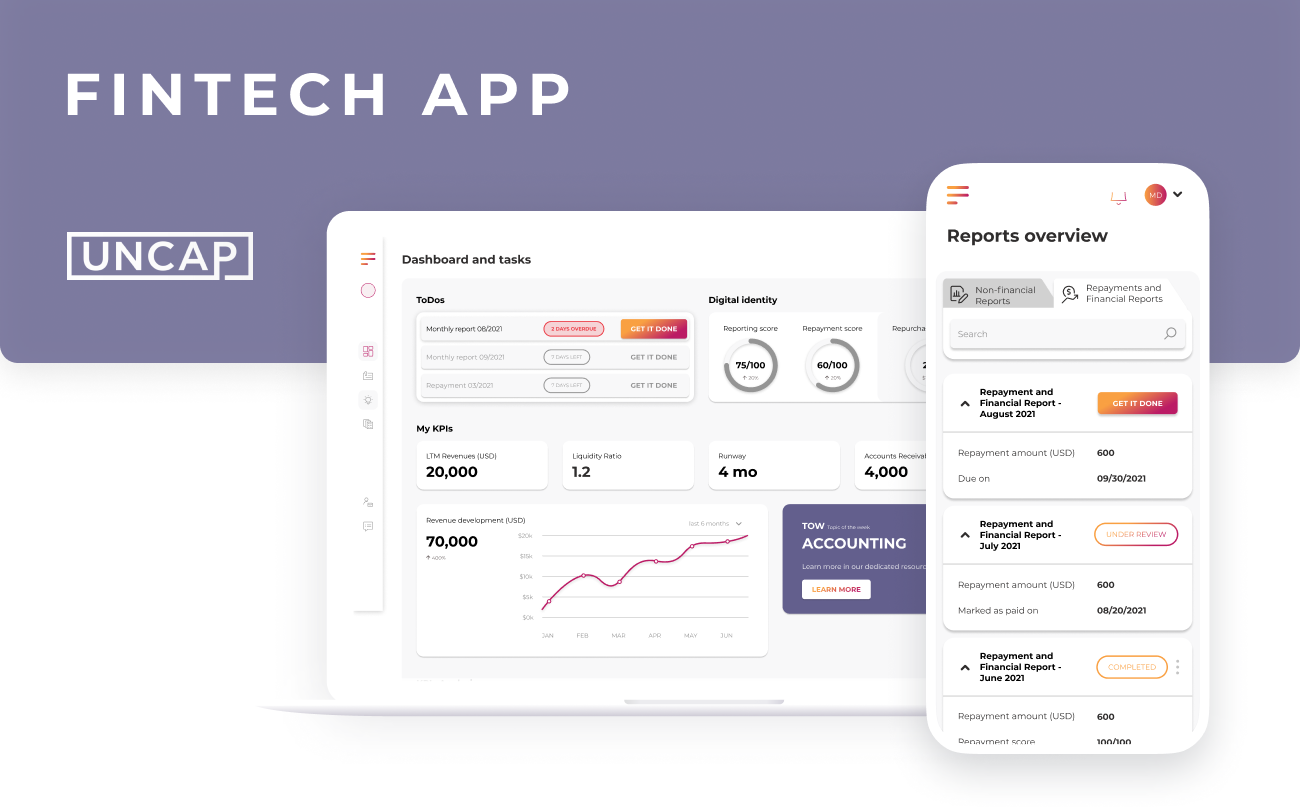 FINTECH APP
UNCAP
Dashboard and tasks
ToDos
Monthly report 08/2021
2 DAYS OVERDUE
GET IT DONE
Monthly report 09/2021
7 DAYS LEFT
GET IT DONE
Repayment 03/2021
7 DAYS LEFT
GET IT DONE
Digital identity
Reporting score
75/100
20%
Repayment score
60/100
20%
Repurcha
2
My KPIs
LTM Revenues (USD)
20,000
Liquidity Ratio
1.2
Runway
4 mo
Accounts Receivab
4,000
Revenue development (USD)
last 6 months
70,000
400%
$20k
$15k
$10k
$5k
$0k
JAN FEB MAR APR MAY JUN
TOW Topic of the week
ACCOUNTING
Learn more in our dedicated resourc
LEARN MORE
MD
Reports overview
Non-financial
Reports
Repayments and
Financial Reports
Search
Repayment and
Financial Report -
August 2021
GET IT DONE
Repayment amount (USD) 600
Due on 09/30/2021
Repayment and
Financial Report -
July 2021
UNDER REVIEW
Repayment amount (USD) 600
Marked as paid on 08/20/2021
Repayment and
Financial Report -
June 2021
COMPLETED
Repayment amount (USD) 600
Repayment score 100/100